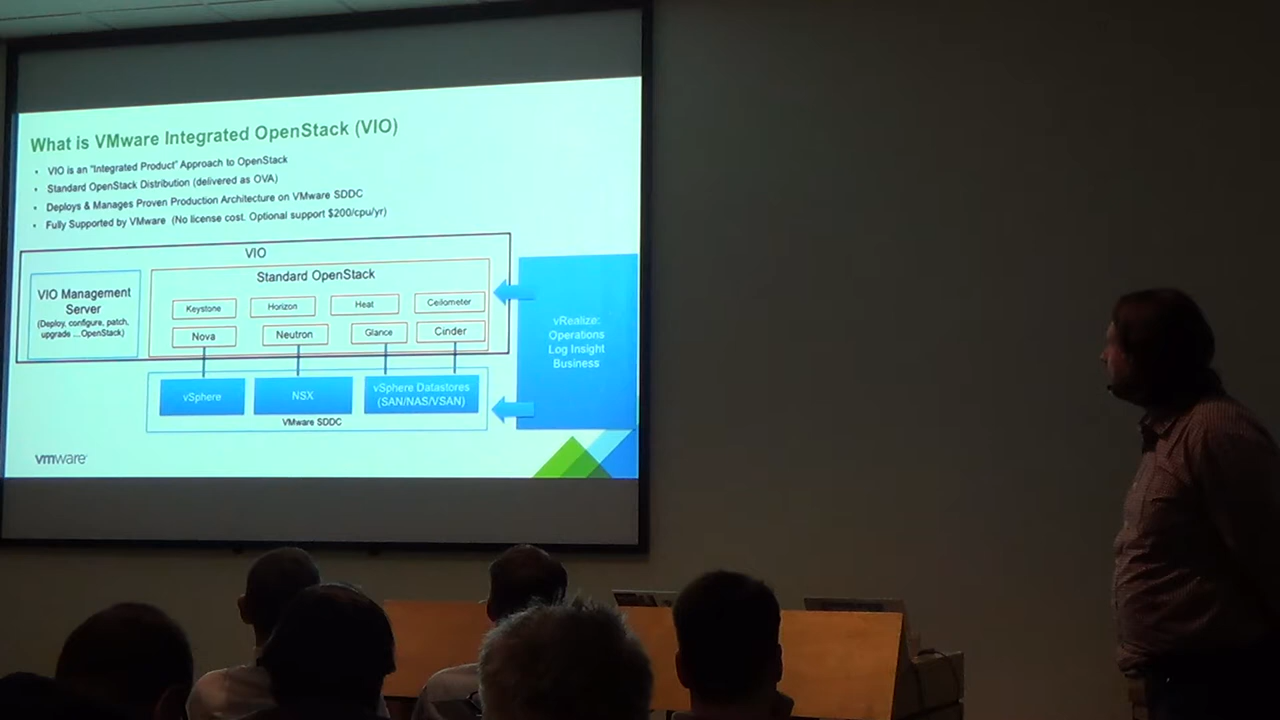 What is VMware Integrated OpenStack (VIO)
• VIO is an "Integrated Product" Approach to OpenStack
• Standard OpenStack Distribution (delivered as OVA)
• Deploys & Manages Proven Production Architecture on VMware SDDC
• Fully Supported by VMware (No license cost. Optional support $200/cpu/yr)
VIO
VIO Management
Server
(Deploy, configure, patch,
upgrade ...OpenStack)
Standard OpenStack
Keystone
Horizon
Heat
Ceilometer
Nova
Neutron
Glance
Cinder
vSphere
NSX
vSphere Datastores
(SAN/NAS/VSAN)
VMware SDDC
vRealize:
Operations
Log Insight
Business
vmware